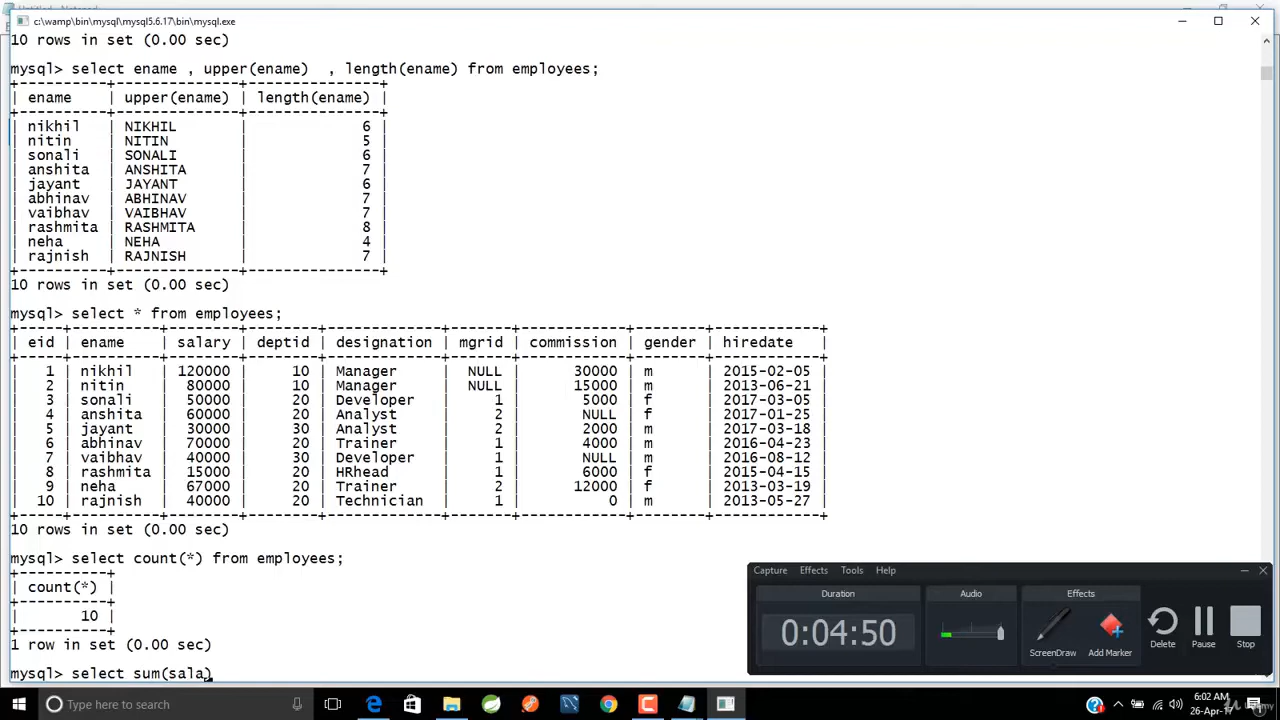 c:\wamp\bin\mysql\mysql5.6.17\bin\mysql.exe
10 rows in set (0.00 sec)
mysql> select ename , upper(ename)  , length(ename) from employees;
+----------+--------------+---------------+
| ename    | upper(ename) | length(ename) |
+----------+--------------+---------------+
| nikhil   | NIKHIL       |             6 |
| nitin    | NITIN        |             5 |
| sonali   | SONALI       |             6 |
| anshita  | ANSHITA      |             7 |
| jayant   | JAYANT       |             6 |
| abhinav  | ABHINAV      |             7 |
| vaibhav  | VAIBHAV      |             7 |
| rashmita | RASHMITA     |             8 |
| neha     | NEHA         |             4 |
| rajnish  | RAJNISH      |             7 |
+----------+--------------+---------------+
10 rows in set (0.00 sec)
mysql> select * from employees;
+-----+----------+--------+--------+-------------+-------+------------+--------+------------+
| eid | ename    | salary | deptid | designation | mgrid | commission | gender | hiredate   |
+-----+----------+--------+--------+-------------+-------+------------+--------+------------+
|   1 | nikhil   | 120000 |     10 | Manager     |  NULL |      30000 | m      | 2015-02-05 |
|   2 | nitin    |  80000 |     10 | Manager     |  NULL |      15000 | m      | 2013-06-21 |
|   3 | sonali   |  50000 |     20 | Developer   |     1 |       5000 | f      | 2017-03-05 |
|   4 | anshita  |  60000 |     20 | Analyst     |     2 |       NULL | f      | 2017-01-25 |
|   5 | jayant   |  30000 |     30 | Analyst     |     2 |       2000 | m      | 2017-03-18 |
|   6 | abhinav  |  70000 |     20 | Trainer     |     1 |       4000 | m      | 2016-04-23 |
|   7 | vaibhav  |  40000 |     30 | Developer   |     1 |       NULL | m      | 2016-08-12 |
|   8 | rashmita |  15000 |     20 | HRhead      |     1 |       6000 | f      | 2015-04-15 |
|   9 | neha     |  67000 |     20 | Trainer     |     2 |      12000 | f      | 2013-03-19 |
|  10 | rajnish  |  40000 |     20 | Technician  |     1 |          0 | m      | 2013-05-27 |
+-----+----------+--------+--------+-------------+-------+------------+--------+------------+
10 rows in set (0.00 sec)
mysql> select count(*) from employees;
+----------+
| count(*) |
+----------+
|       10 |
+----------+
1 row in set (0.00 sec)
mysql> select sum(sala)
Capture Effects Tools Help
Duration Audio Effects
0:04:50
ScreenDraw Add Marker Delete Pause Stop
Type here to search
6:02 AM
26-Apr-17
Udemy